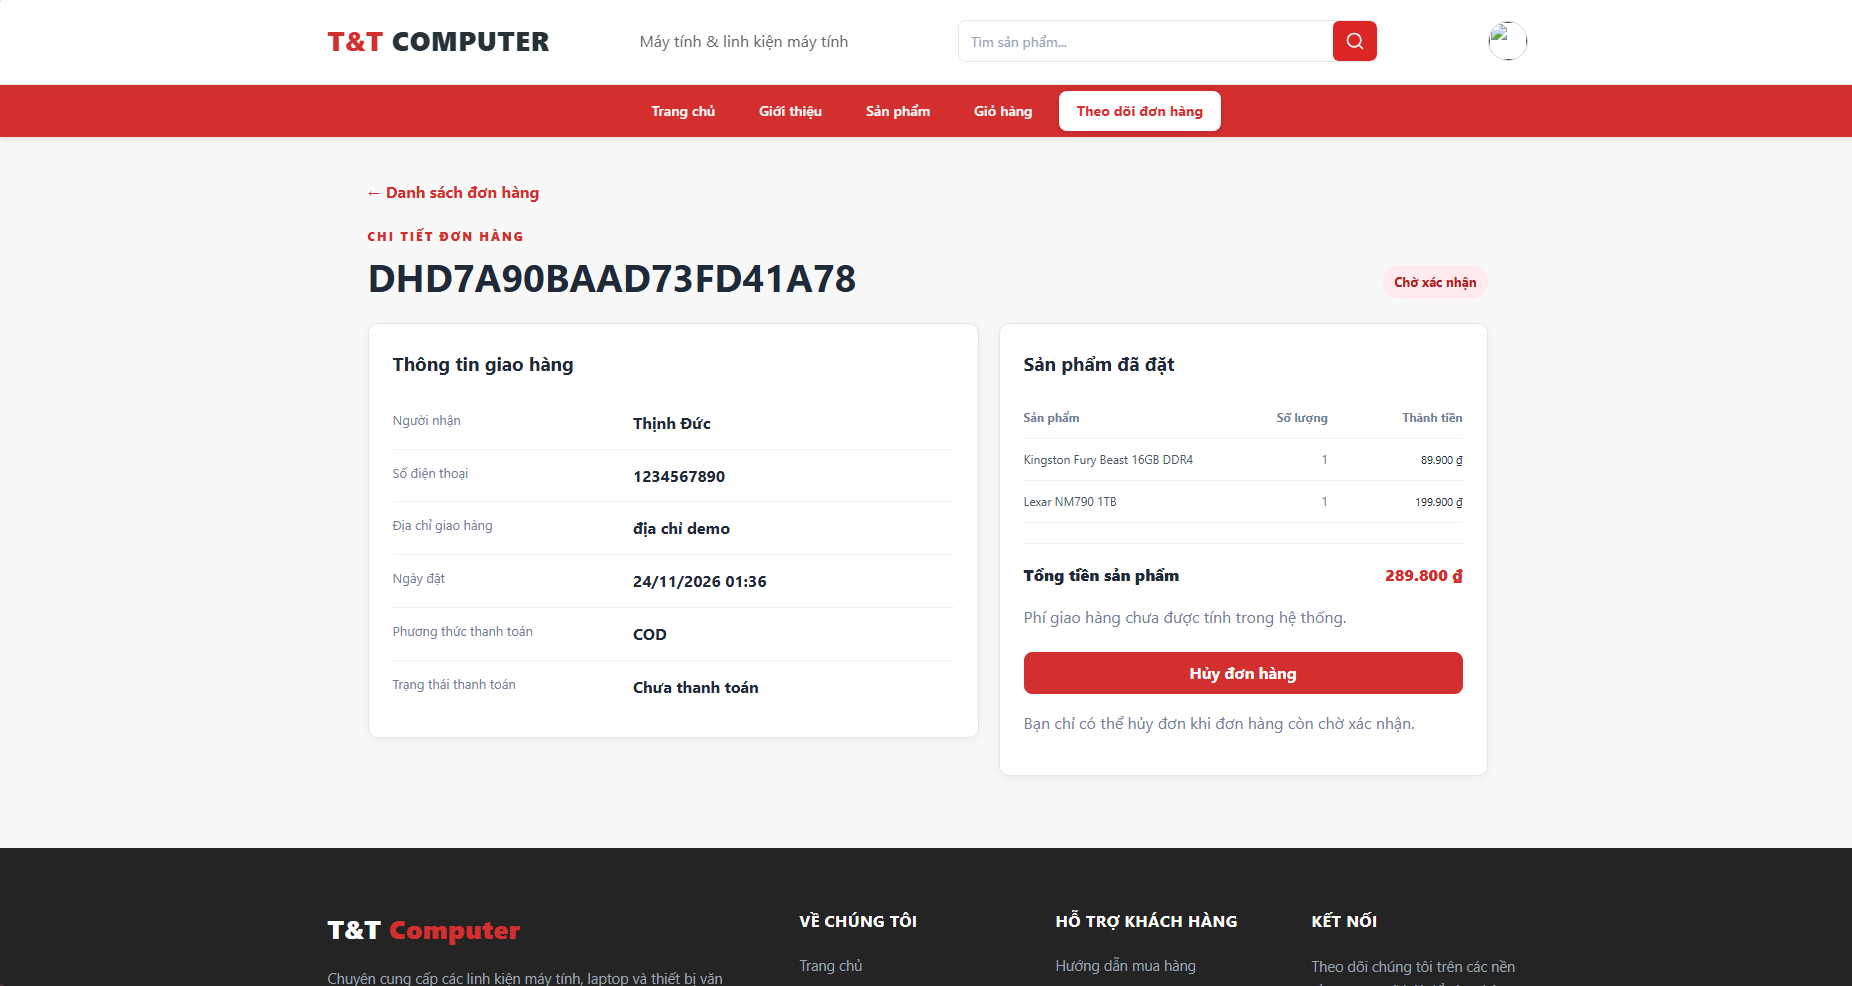 T&T COMPUTER
Máy tính & linh kiện máy tính
Tìm sản phẩm...
Trang chủ
Giới thiệu
Sản phẩm
Giỏ hàng
Theo dõi đơn hàng
← Danh sách đơn hàng
CHI TIẾT ĐƠN HÀNG
DHD7A90BAAD73FD41A78
Chờ xác nhận
Thông tin giao hàng
Người nhận Thịnh Đức
Số điện thoại 1234567890
Địa chỉ giao hàng địa chỉ demo
Ngày đặt 24/11/2026 01:36
Phương thức thanh toán COD
Trạng thái thanh toán Chưa thanh toán
Sản phẩm đã đặt
Sản phẩm Số lượng Thành tiền
Kingston Fury Beast 16GB DDR4 1 89.900 ₫
Lexar NM790 1TB 1 199.900 ₫
Tổng tiền sản phẩm 289.800 ₫
Phí giao hàng chưa được tính trong hệ thống.
Hủy đơn hàng
Bạn chỉ có thể hủy đơn khi đơn hàng còn chờ xác nhận.
T&T Computer
Chuyên cung cấp các linh kiện máy tính, laptop và thiết bị văn
VỀ CHÚNG TÔI
Trang chủ
HỖ TRỢ KHÁCH HÀNG
Hướng dẫn mua hàng
KẾT NỐI
Theo dõi chúng tôi trên các nền